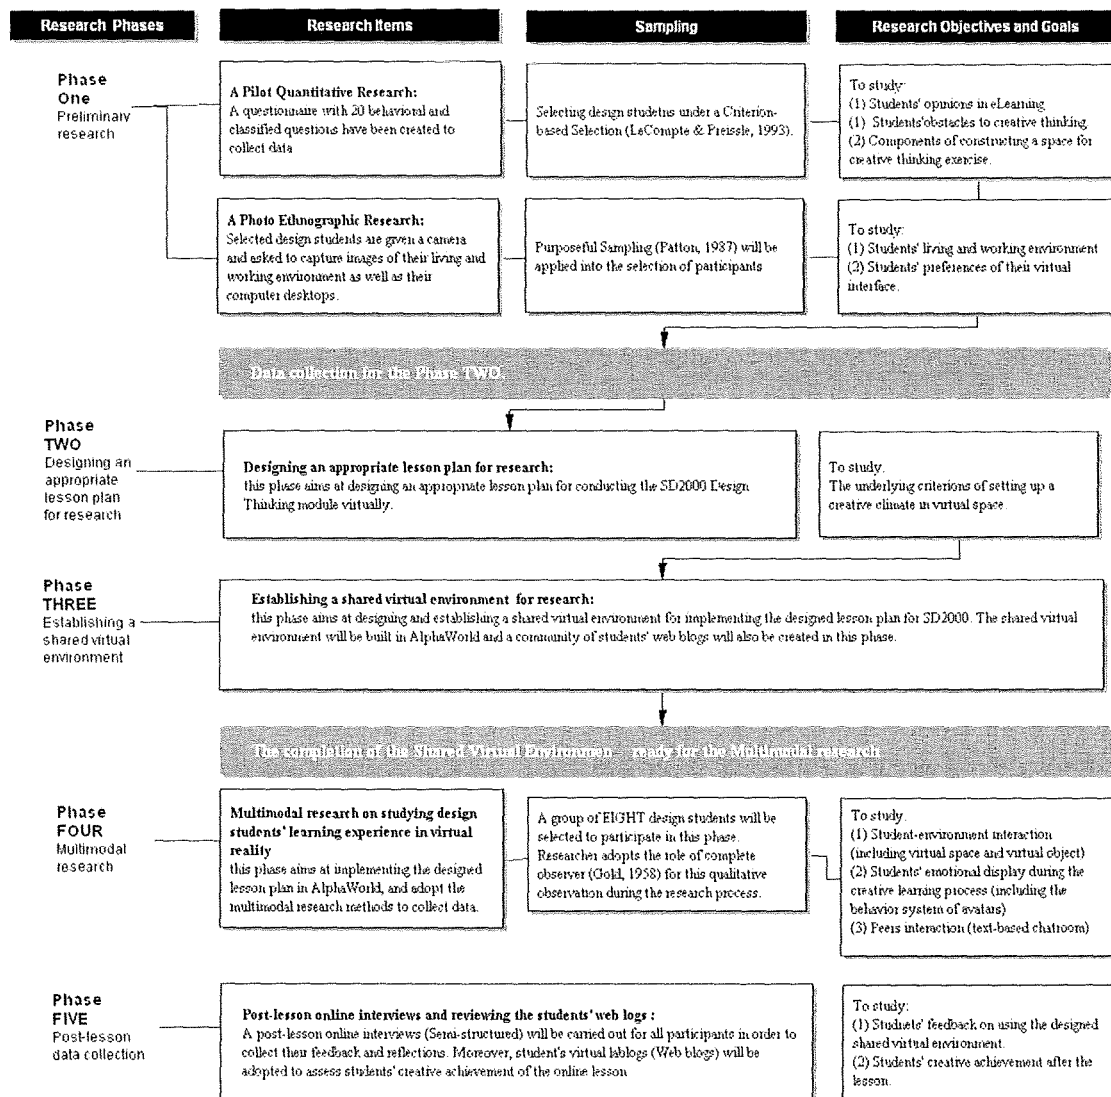 Research Phases
Research Items
Sampling
Research Objectives and Goals
Phase
One
Preliminary
research
A Pilot Quantitative Research:
A questionnaire with 20 behavioral and
classified questions have been created to
collect data
Selecting design studetns under a Criterion-
based Selection (LeCompte & Preissle, 1993).
To study:
(1) Students' opinions in eLearning
(1) Students'obstacles to creative thinking
(2) Components of constructing a space for
creative thinking exercise.
A Photo Ethnographic Research:
Selected design students are given a camera
and asked to capture images of their living and
working environment as well as their
computer desktops.
Purposeful Sampling (Patton, 1987) will be
applied into the selection of participants
To study:
(1) Students' living and working environment
(2) Students' preferences of their virtual
interface.
Data collection for the Phase TWO.
Phase
TWO
Designing an
appropriate
lesson plan
for research
Designing an appropriate lesson plan for research:
this phase aims at designing an appropriate lesson plan for conducting the SD2000 Design
Thinking module virtually.
To study.
The underlying criterions of setting up a
creative climate in virtual space.
Phase
THREE
Establishing a
shared virtual
environment
Establishing a shared virtual environment for research:
this phase aims at designing and establishing a shared virtual environment for implementing the designed lesson plan for SD2000. The shared virtual
environment will be built in AlphaWorld and a community of students' web blogs will also be created in this phase.
The completion of the Shared Virtual Environmen – ready for the Multimodal research
Phase
FOUR
Multimodal
research
Multimodal research on studying design
students' learning experience in virtual
reality
this phase aims at implementing the designed
lesson plan in AlphaWorld, and adopt the
multimodal research methods to collect data.
A group of EIGHT design students will be
selected to participate in this phase.
Researcher adopts the role of complete
observer (Gold, 1958) for this qualitative
observation during the research process.
To study.
(1) Student-environment interaction
(including virtual space and virtual object)
(2) Students' emotional display during the
creative learning process (including the
behavior system of avatars)
(3) Peers interaction (text-based chatroom)
Phase
FIVE
Post-lesson
data collection
Post-lesson online interviews and reviewing the students' web logs :
A post-lesson online interviews (Semi-structured) will be carried out for all participants in order to
collect their feedback and reflections. Moreover, student's virtual lablogs (Web blogs) will be
adopted to assess students' creative achievement of the online lesson
To study:
(1) Studnets' feedback on using the designed
shared virtual environment.
(2) Students' creative achievement after the
lesson.